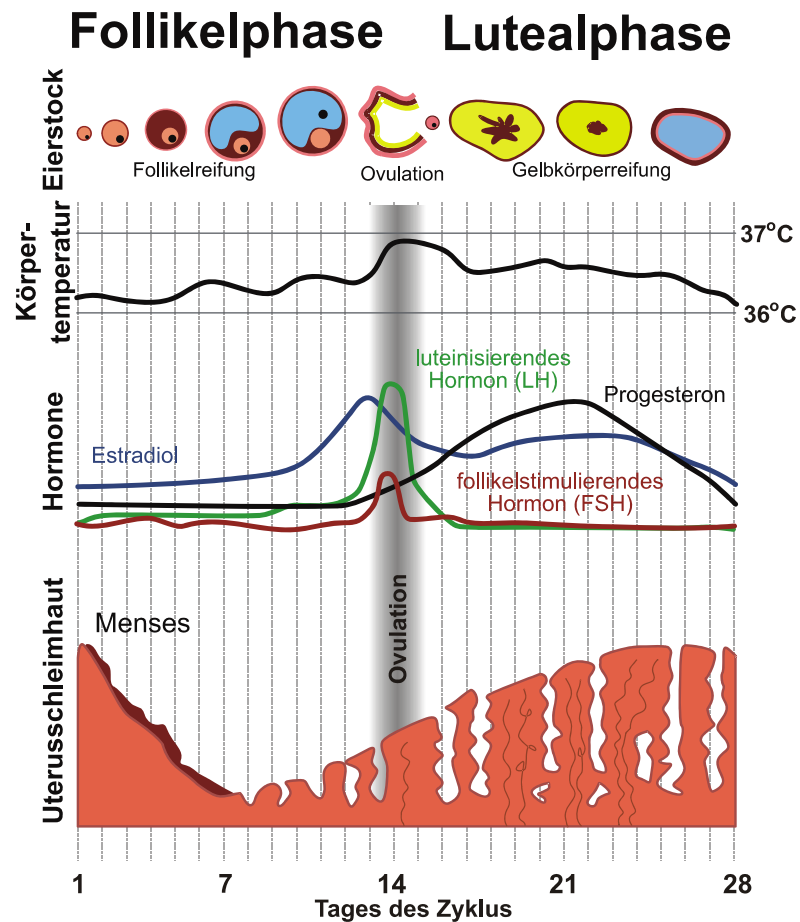 Follikelphase Lutealphase
Eierstock
Follikelreifung
Ovulation
Gelbkörperreifung
Körper-
temperatur
37°C
36°C
Hormone
luteinisierendes
Hormon (LH)
Progesteron
Estradiol
follikelstimulierendes
Hormon (FSH)
Uterusschleimhaut
Menses
Ovulation
1 7 14 21 28
Tages des Zyklus